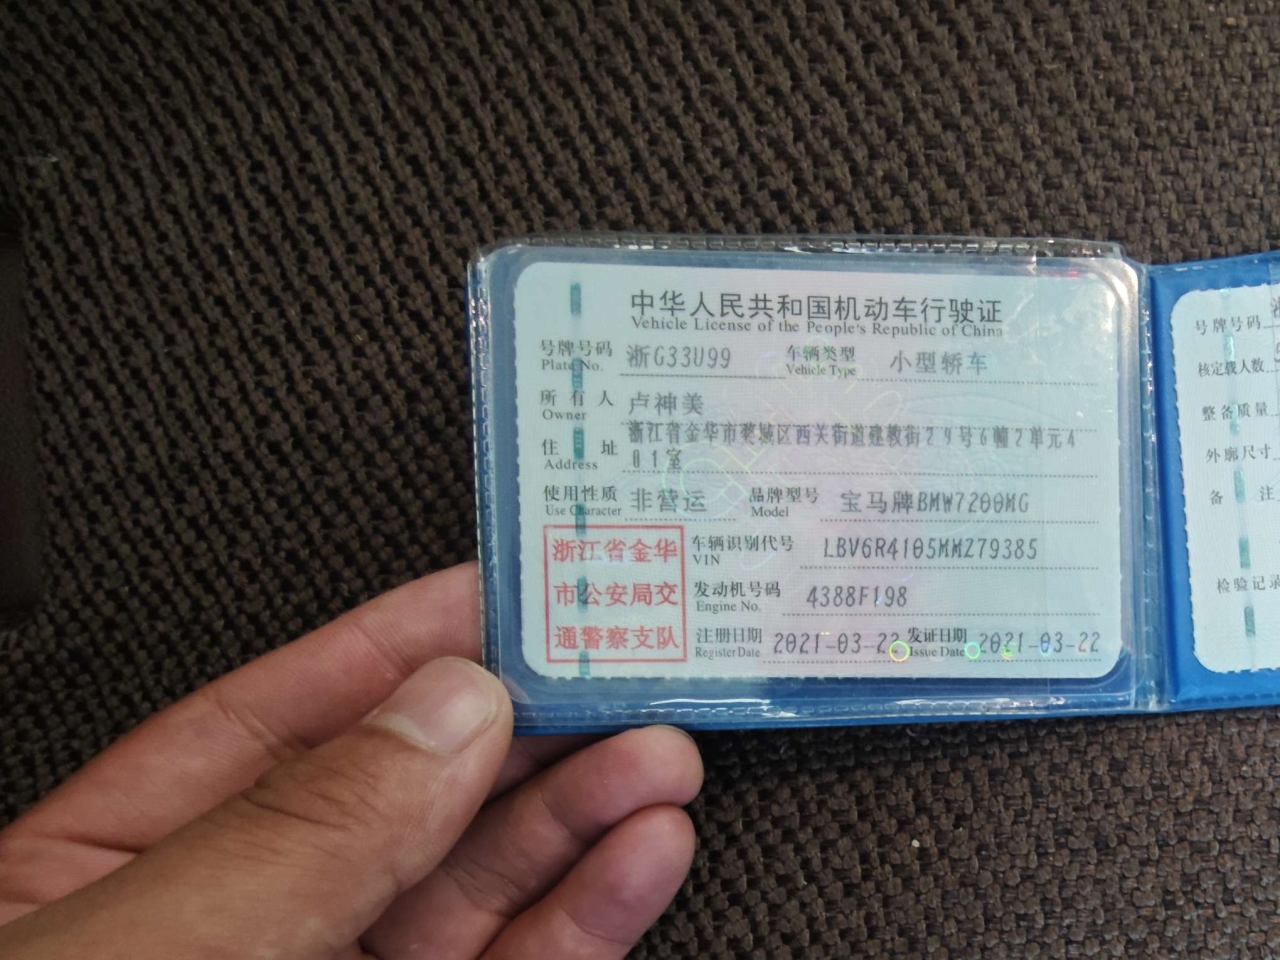 中华人民共和国机动车行驶证
Vehicle License of the People's Republic of China
号牌号码 浙G33U99 车辆类型 小型轿车
Plate No. Vehicle Type
所有人 卢神美
Owner
住址 浙江省金华市婺城区西关街道建教街29号6幢2单元4
Address 01室
使用性质 非营运 品牌型号 宝马牌BMW7200MG
Use Character Model
浙江省金华
市公安局交
通警察支队
车辆识别代号 LBV6R4105MMZ79385
VIN
发动机号码 4388F198
Engine No.
注册日期 2021-03-22 发证日期 2021-03-22
Register Date Issue Date
号牌号码
核定载人数
整备质量
外廓尺寸
备注
检验记录